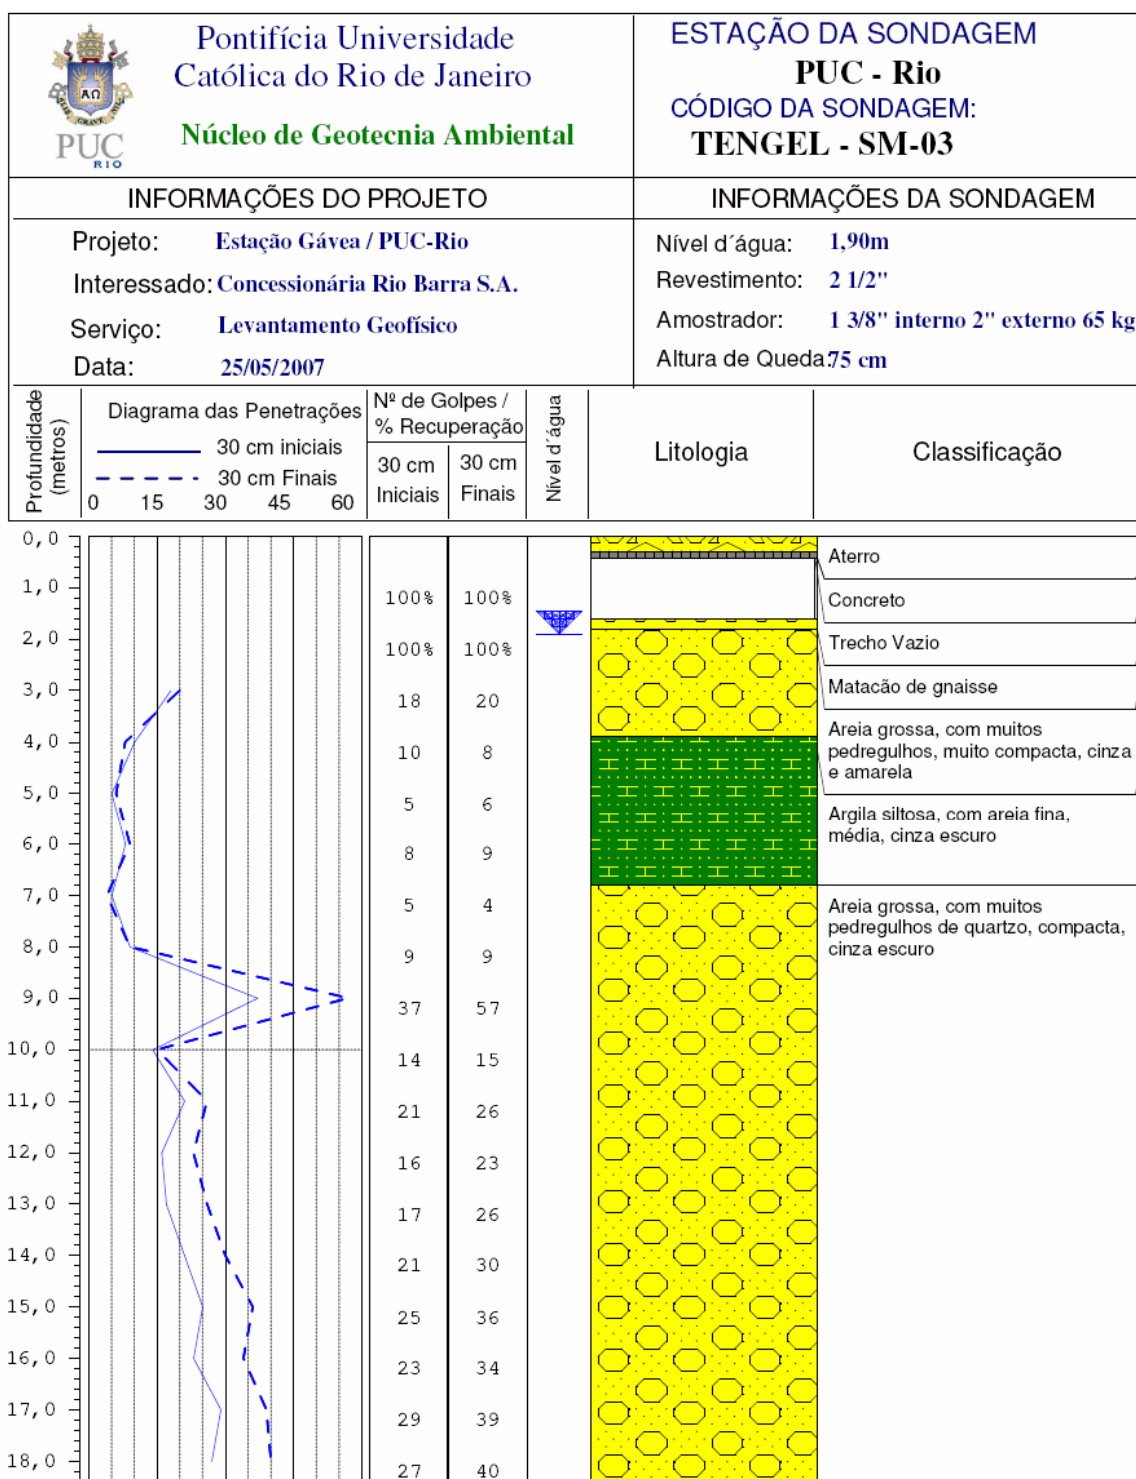 Pontifícia Universidade
Católica do Rio de Janeiro
Núcleo de Geotecnia Ambiental
ΑΩ
PUC
RIO
ESTAÇÃO DA SONDAGEM
PUC - Rio
CÓDIGO DA SONDAGEM:
TENGEL - SM-03
INFORMAÇÕES DO PROJETO
Projeto: Estação Gávea / PUC-Rio
Interessado: Concessionária Rio Barra S.A.
Serviço: Levantamento Geofísico
Data: 25/05/2007
INFORMAÇÕES DA SONDAGEM
Nível d´água: 1,90m
Revestimento: 2 1/2"
Amostrador: 1 3/8" interno 2" externo 65 kg
Altura de Queda: 75 cm
Profundidade
(metros)
Diagrama das Penetrações
30 cm iniciais
30 cm Finais
0 15 30 45 60
Nº de Golpes /
% Recuperação
30 cm
Iniciais
30 cm
Finais
Nível d´água
Litologia
Classificação
0,0
1,0
100% 100%
2,0
100% 100%
3,0
18 20
4,0
10 8
5,0
5 6
6,0
8 9
7,0
5 4
8,0
9 9
9,0
37 57
10,0
14 15
11,0
21 26
12,0
16 23
13,0
17 26
14,0
21 30
15,0
25 36
16,0
23 34
17,0
29 39
18,0
27 40
Aterro
Concreto
Trecho Vazio
Matacão de gnaisse
Areia grossa, com muitos
pedregulhos, muito compacta, cinza
e amarela
Argila siltosa, com areia fina,
média, cinza escuro
Areia grossa, com muitos
pedregulhos de quartzo, compacta,
cinza escuro